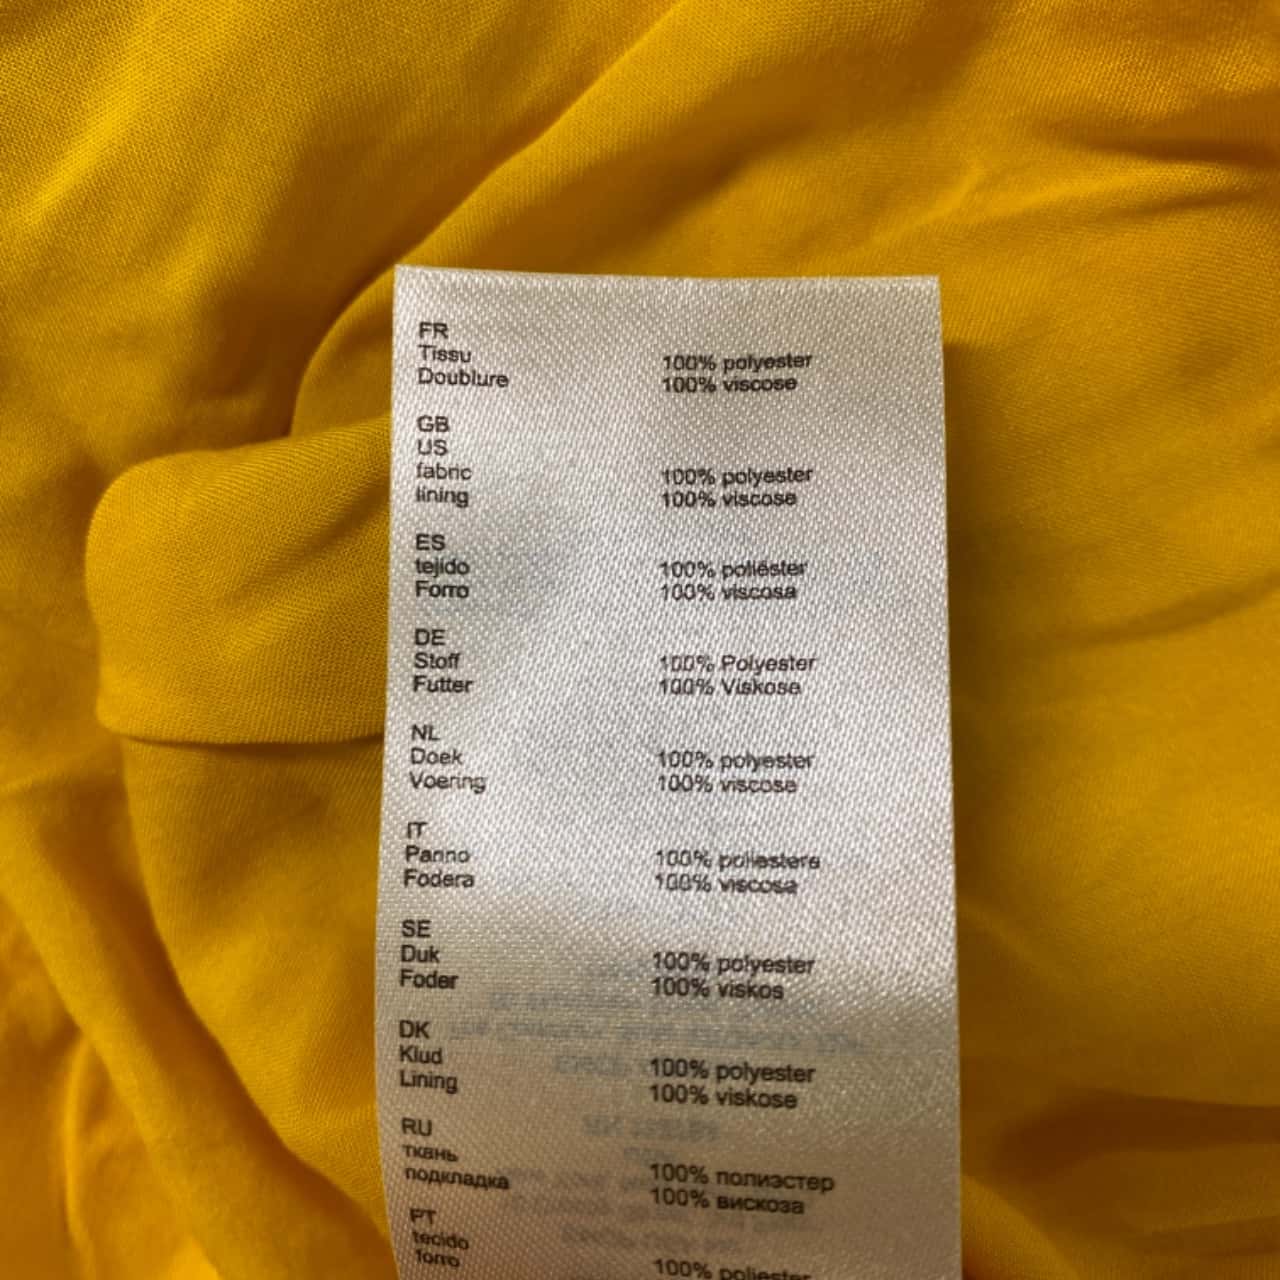 FR
Tissu 100% polyester
Doublure 100% viscose
GB
US
fabric 100% polyester
lining 100% viscose
ES
tejido 100% poliéster
Forro 100% viscosa
DE
Stoff 100% Polyester
Futter 100% Viskose
NL
Doek 100% polyester
Voering 100% viscose
IT
Panno 100% poliestere
Fodera 100% viscosa
SE
Duk 100% polyester
Foder 100% viskos
DK
Klud 100% polyester
Lining 100% viskose
RU
ткань 100% полиэстер
подкладка 100% вискоза
PT
tecido 100% poliester
forro